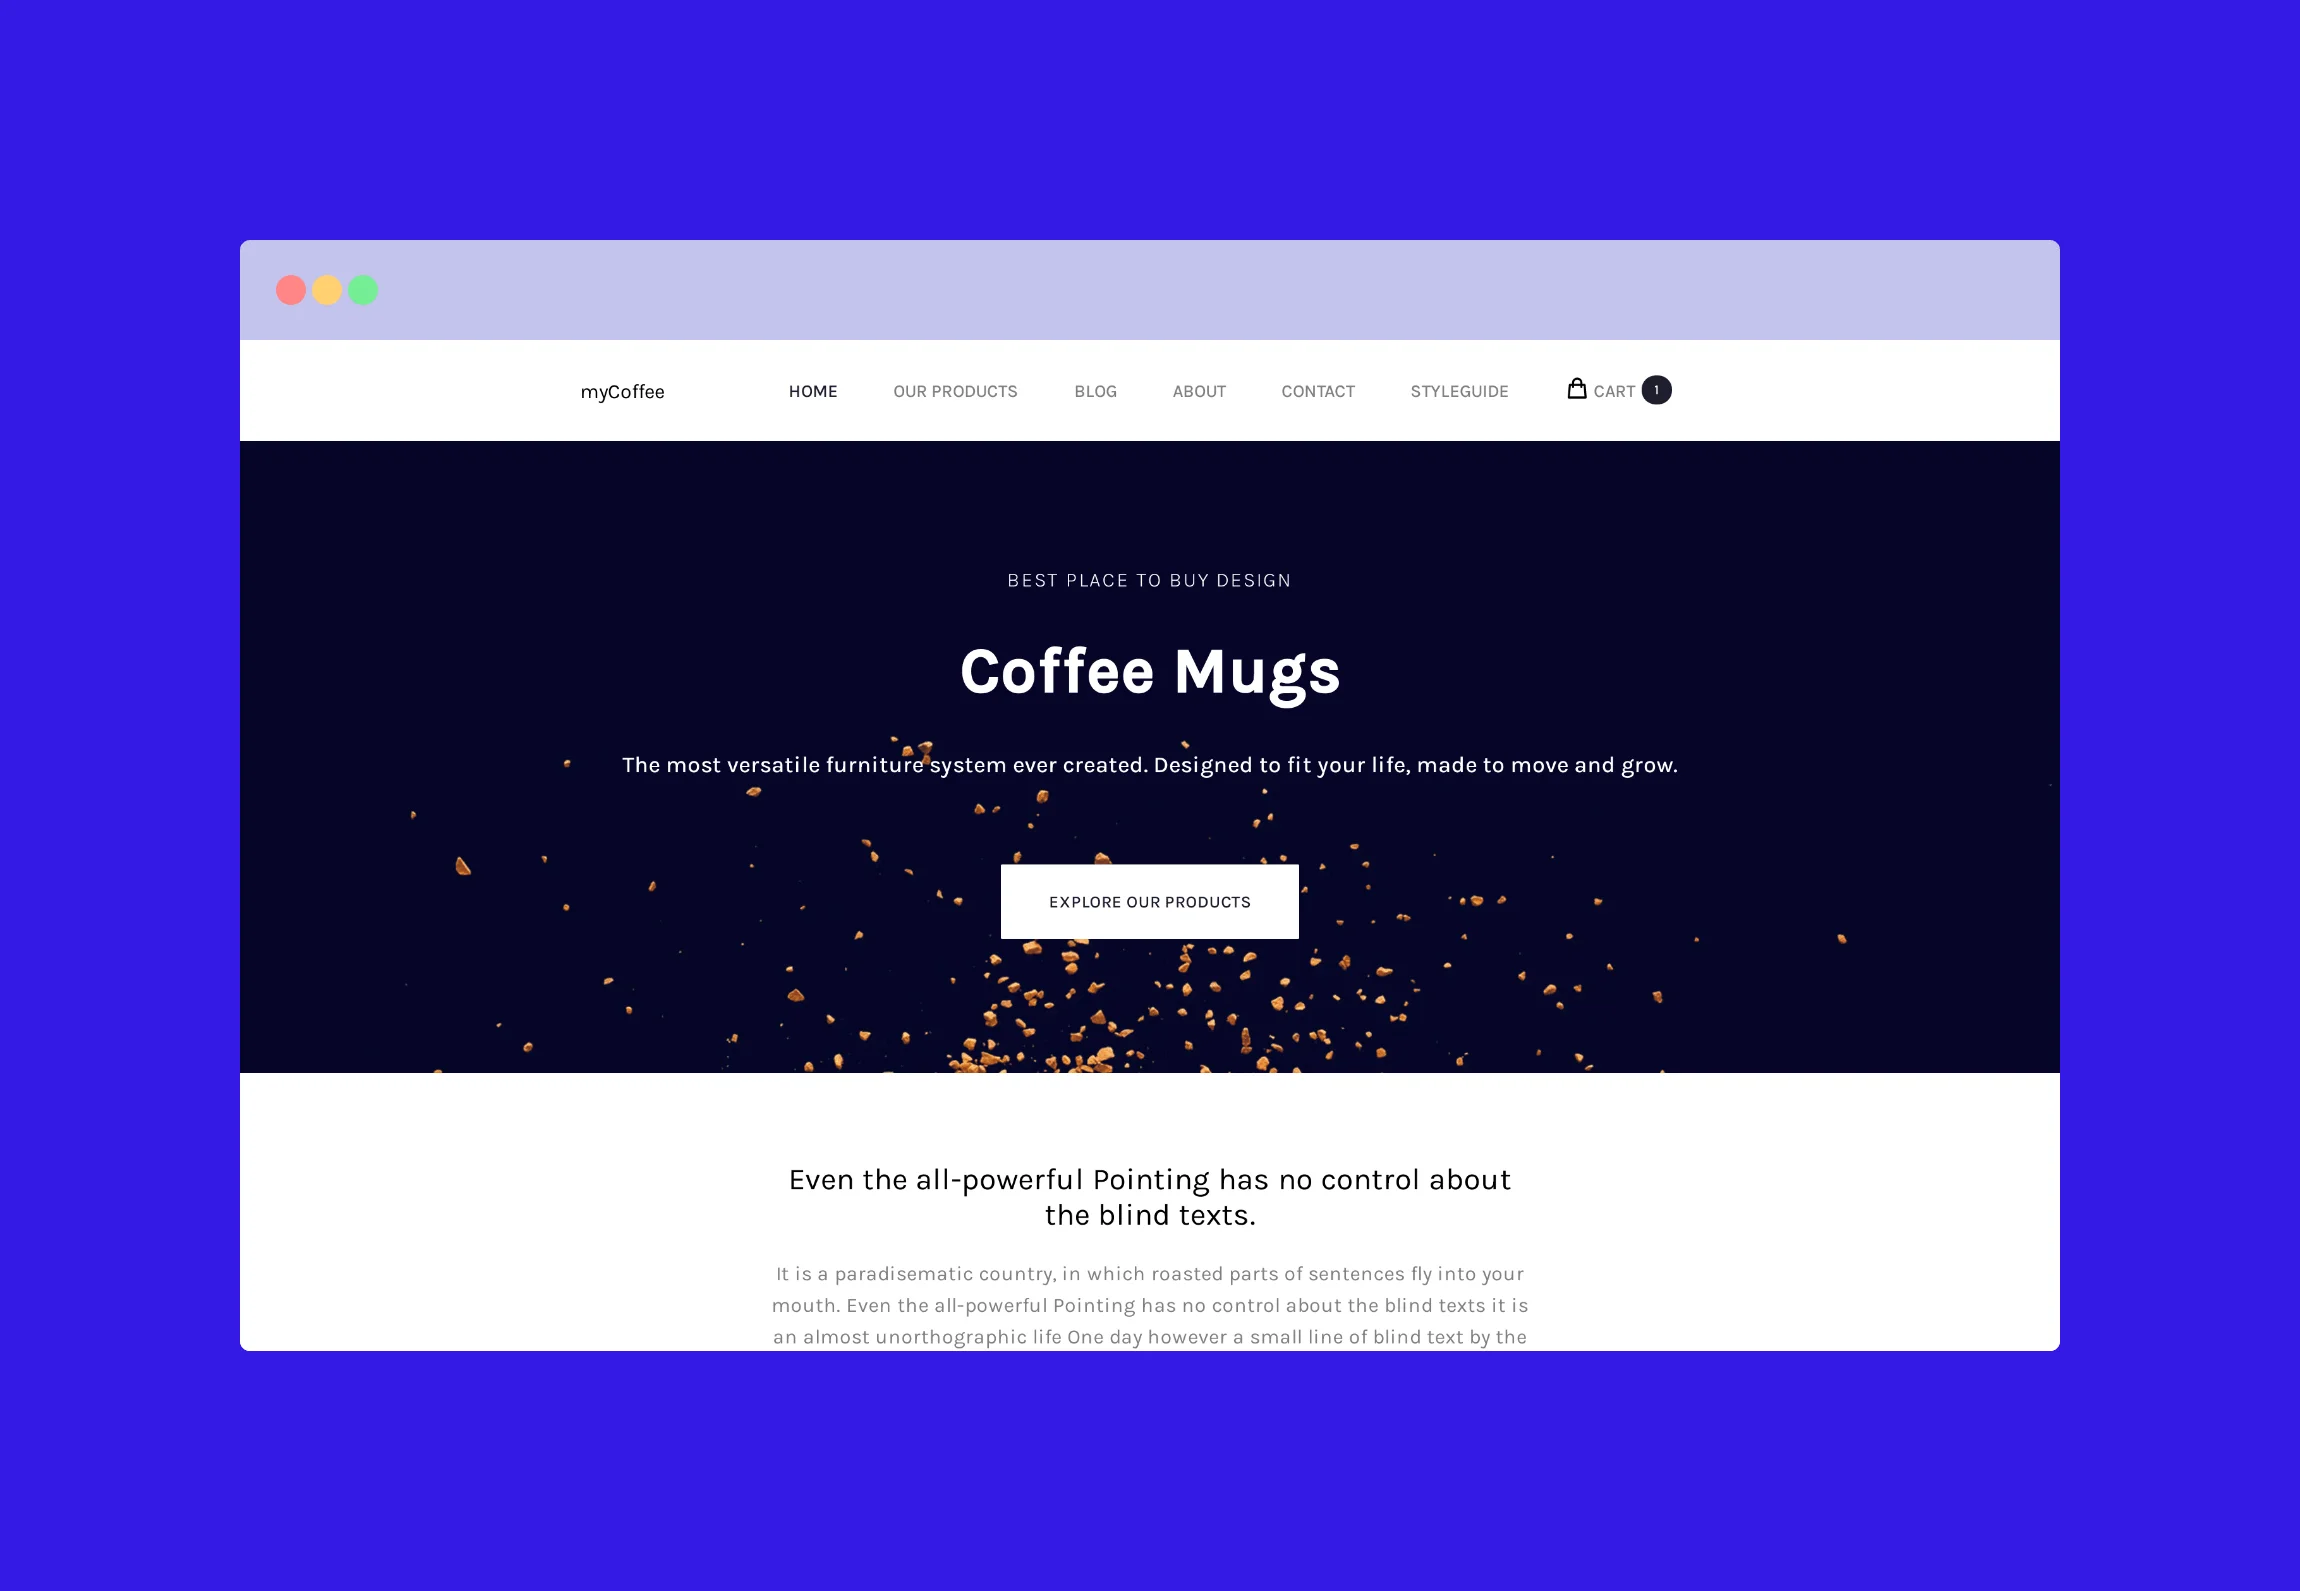 myCoffee
HOME
OUR PRODUCTS
BLOG
ABOUT
CONTACT
STYLEGUIDE
CART
1
BEST PLACE TO BUY DESIGN
Coffee Mugs
The most versatile furniture system ever created. Designed to fit your life, made to move and grow.
EXPLORE OUR PRODUCTS
Even the all-powerful Pointing has no control about
the blind texts.
It is a paradisematic country, in which roasted parts of sentences fly into your
mouth. Even the all-powerful Pointing has no control about the blind texts it is
an almost unorthographic life One day however a small line of blind text by the